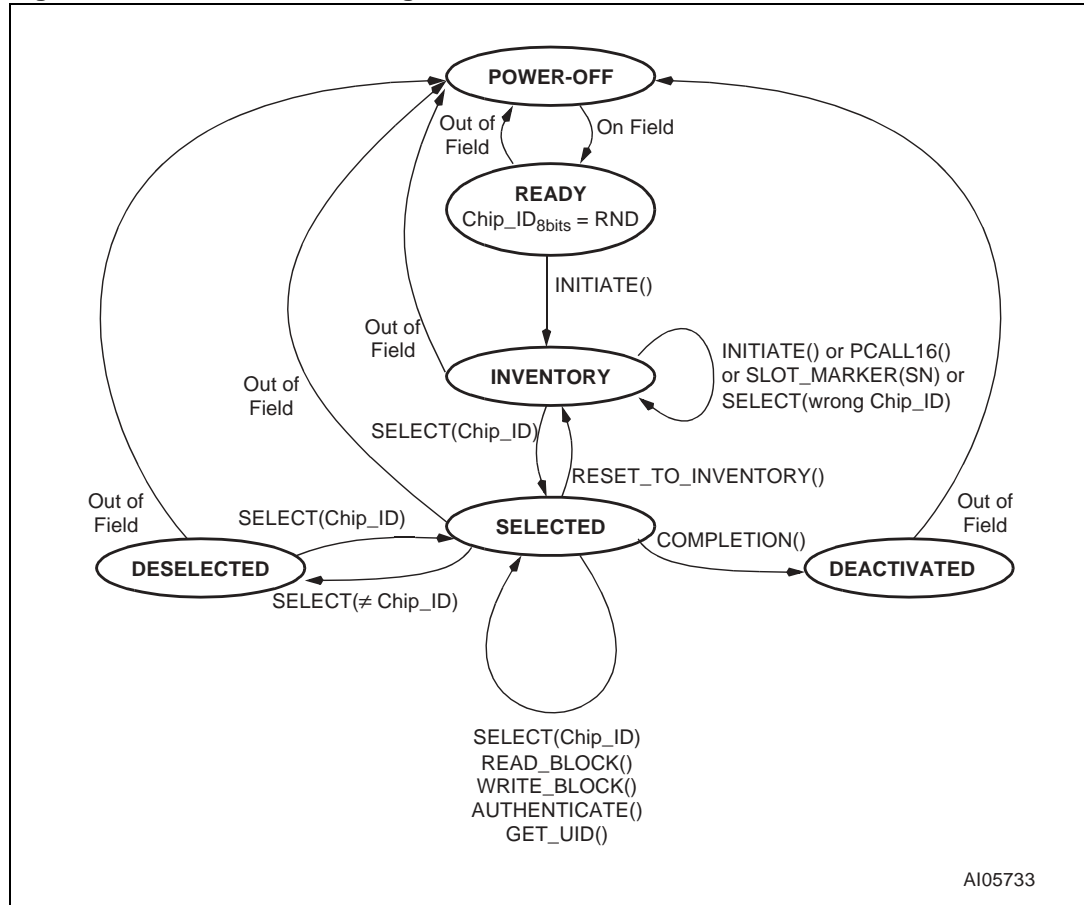 POWER-OFF
Out of
Field
On Field
READY
Chip_ID8bits = RND
INITIATE()
Out of
Field
INVENTORY
INITIATE() or PCALL16()
or SLOT_MARKER(SN) or
SELECT(wrong Chip_ID)
Out of
Field
SELECT(Chip_ID)
RESET_TO_INVENTORY()
Out of
Field
SELECT(Chip_ID)
SELECTED
COMPLETION()
Out of
Field
DESELECTED
DEACTIVATED
SELECT(≠ Chip_ID)
SELECT(Chip_ID)
READ_BLOCK()
WRITE_BLOCK()
AUTHENTICATE()
GET_UID()
AI05733